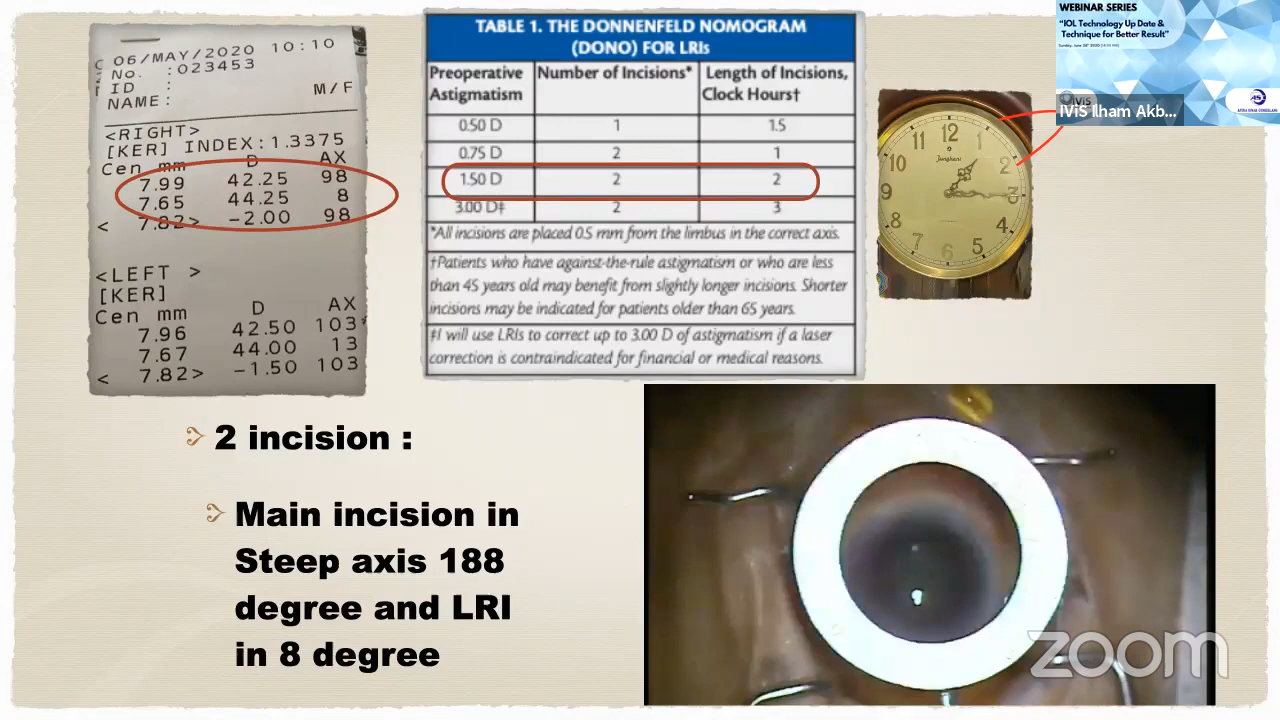 06/MAY/2020 10:10
No. :023453
ID :
NAME: M/F
<RIGHT>
[KER] INDEX:1.3375
Cen mm D AX
7.99 42.25 98
7.65 44.25 8
< 7.82> -2.00 98
<LEFT >
[KER]
Cen mm D AX
7.96 42.50 103
7.67 44.00 13
< 7.82> -1.50 103
TABLE 1. THE DONNENFELD NOMOGRAM
(DONO) FOR LRIs
Preoperative Number of Incisions* Length of Incisions,
Astigmatism Clock Hours†
0.50 D 1 1.5
0.75 D 2 1
1.50 D 2 2
3.00 D‡ 2 3
*All incisions are placed 0.5 mm from the limbus in the correct axis.
†Patients who have against-the-rule astigmatism or who are less
than 45 years old may benefit from slightly longer incisions. Shorter
incisions may be indicated for patients older than 65 years.
‡I will use LRIs to correct up to 3.00 D of astigmatism if a laser
correction is contraindicated for financial or medical reasons.
11 12 1
10 2
9 3
8 4
7 6 5
Junghans
WEBINAR SERIES
"IOL Technology Up Date &
Technique for Better Result"
IViS Ilham Akb...
2 incision :
Main incision in
Steep axis 188
degree and LRI
in 8 degree
zoom